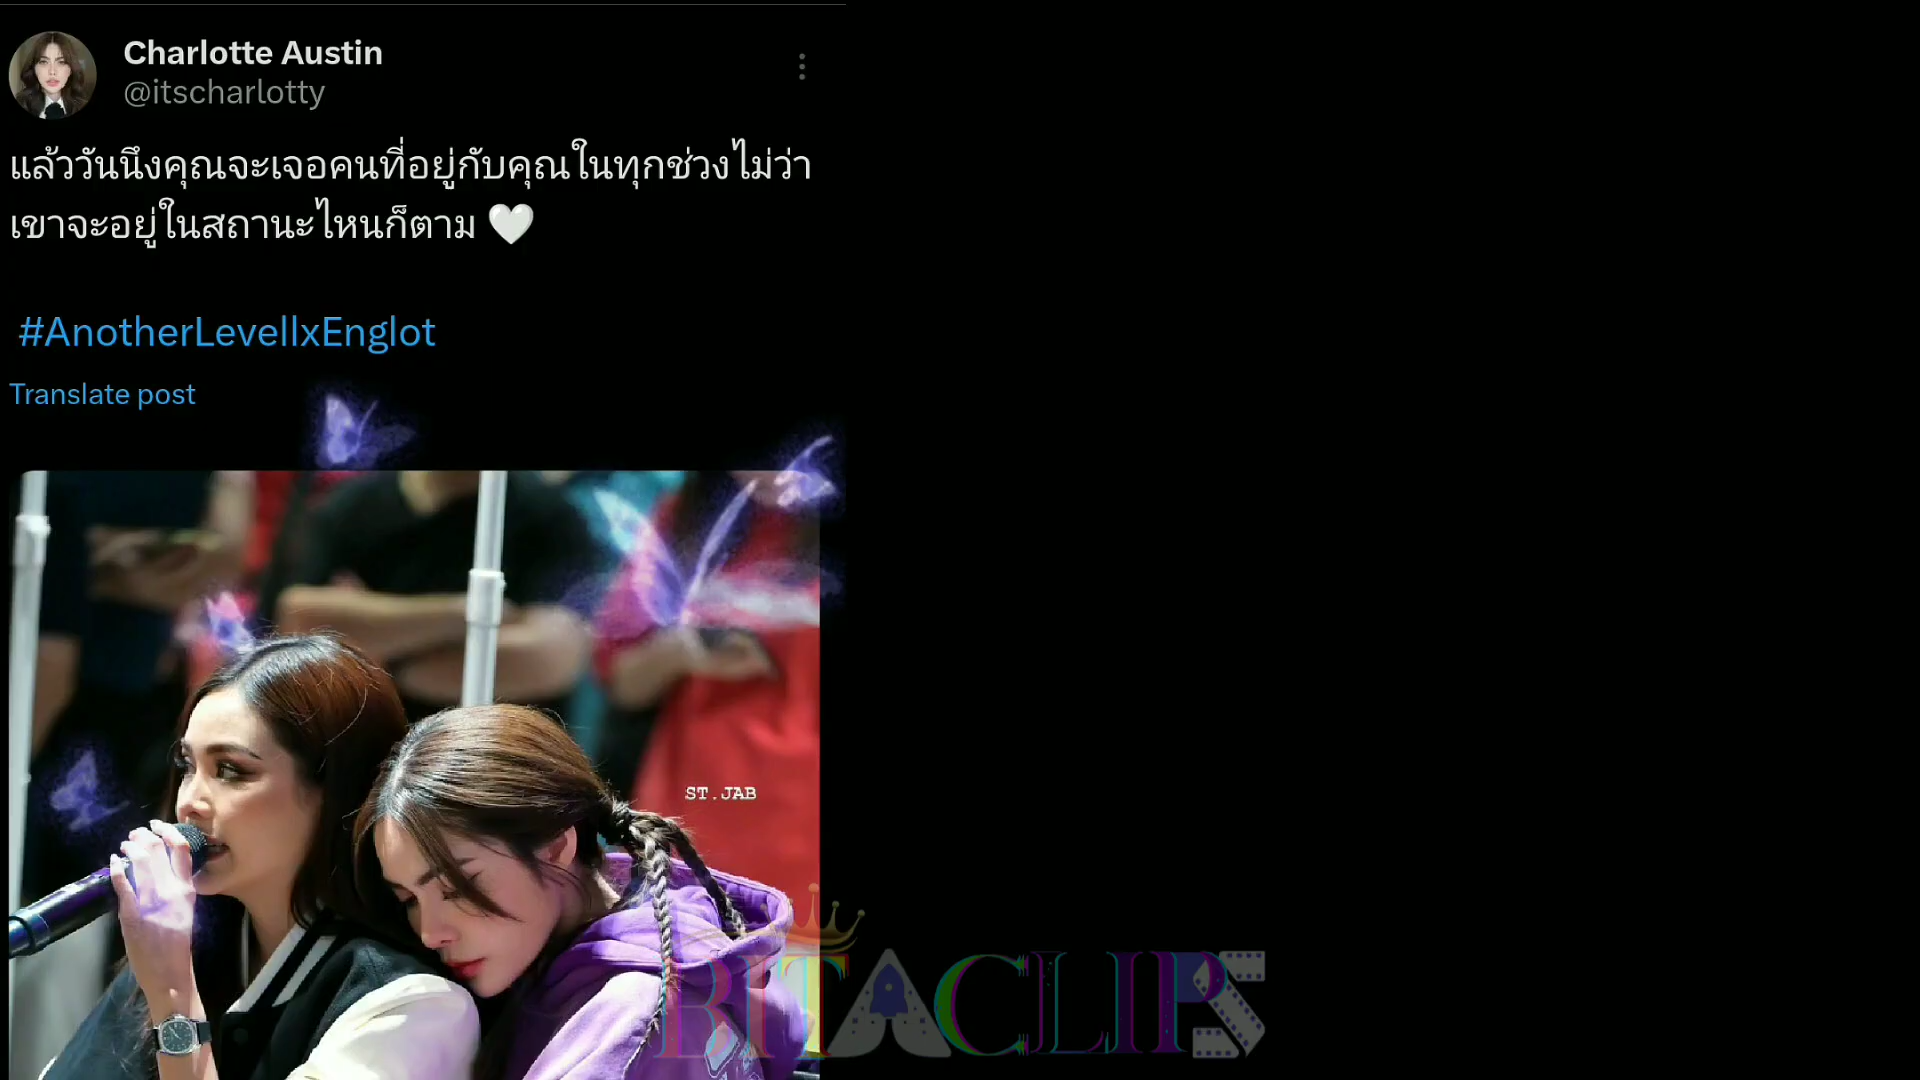 Charlotte Austin
@itscharlotty
แล้ววันนึงคุณจะเจอคนที่อยู่กับคุณในทุกช่วงไม่ว่า
เขาจะอยู่ในสถานะไหนก็ตาม 🤍
#AnotherLevellxEnglot
Translate post
ST.JAB
BITACLIPS